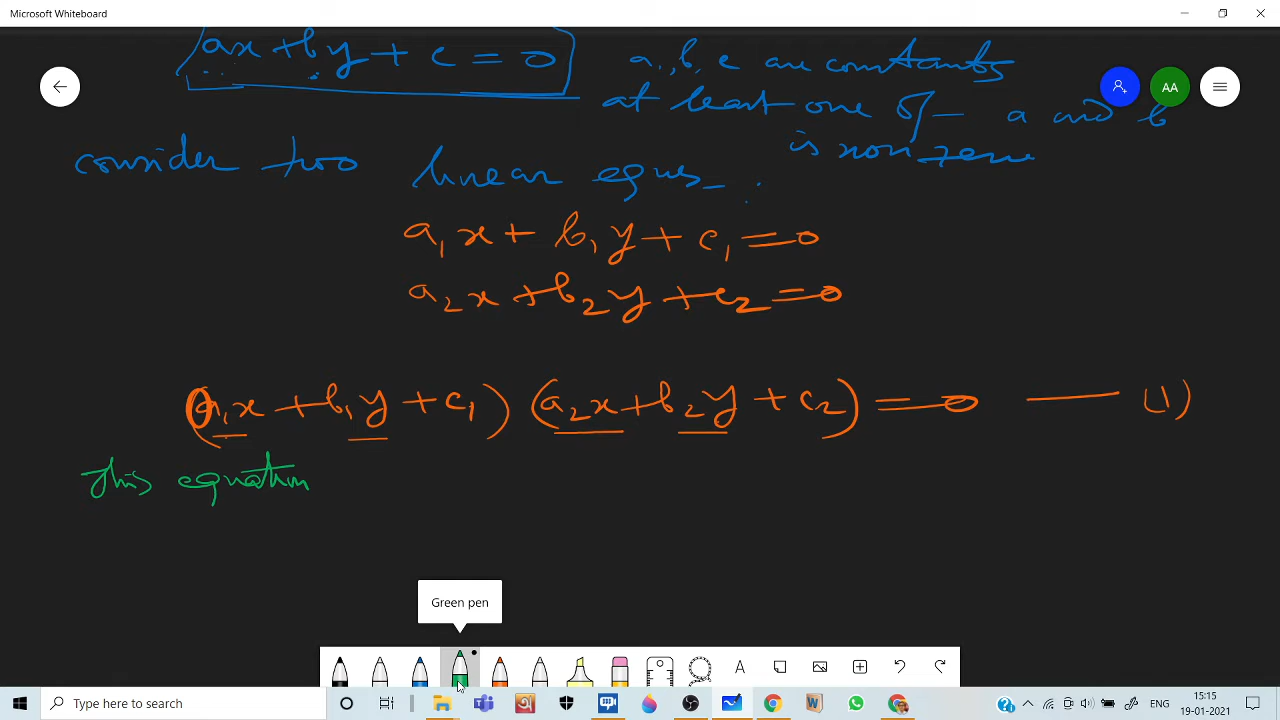 Microsoft Whiteboard
ax + by + c = 0
a, b, c are constants
at least one of a and b
is non zero
AA
consider two linear equns
a₁x + b₁y + c₁ = 0
a₂x + b₂y + c₂ = 0
(a₁x + b₁y + c₁) (a₂x + b₂y + c₂) = 0 —— (1)
This equation
Green pen
A
Type here to search
15:15
19-01-2021